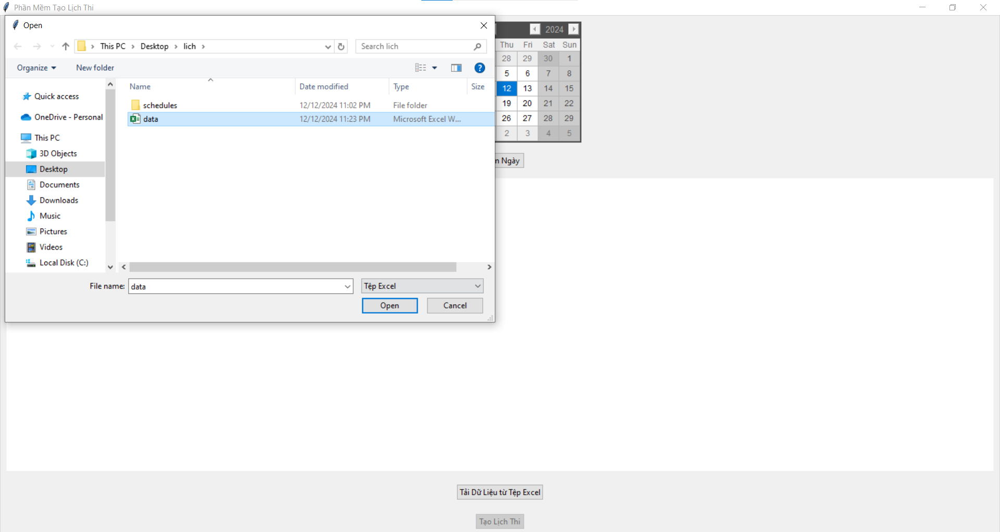 Phần Mềm Tạo Lịch Thi
Open
This PC > Desktop > lich >
Search lich
Organize
New folder
Name
Date modified
Type
Size
schedules
12/12/2024 11:02 PM
File folder
data
12/12/2024 11:23 PM
Microsoft Excel W...
Quick access
OneDrive - Personal
This PC
3D Objects
Desktop
Documents
Downloads
Music
Pictures
Videos
Local Disk (C:)
File name:
data
Tệp Excel
Open
Cancel
2024
Thu Fri Sat Sun
28 29 30 1
5 6 7 8
12 13 14 15
19 20 21 22
26 27 28 29
2 3 4 5
n Ngày
Tải Dữ Liệu từ Tệp Excel
Tạo Lịch Thi